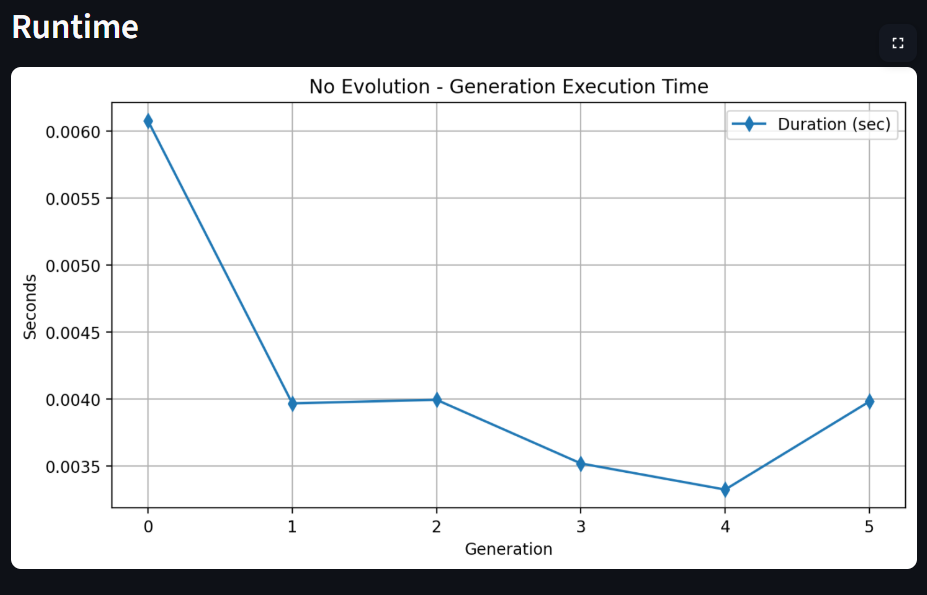 Runtime
No Evolution - Generation Execution Time
Duration (sec)
0.0060
0.0055
0.0050
0.0045
0.0040
0.0035
Seconds
0 1 2 3 4 5
Generation